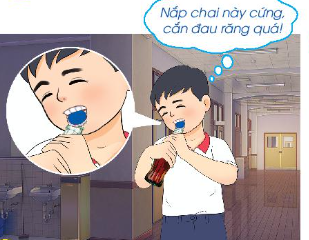 Nắp chai này cứng,
cắn đau răng quá!